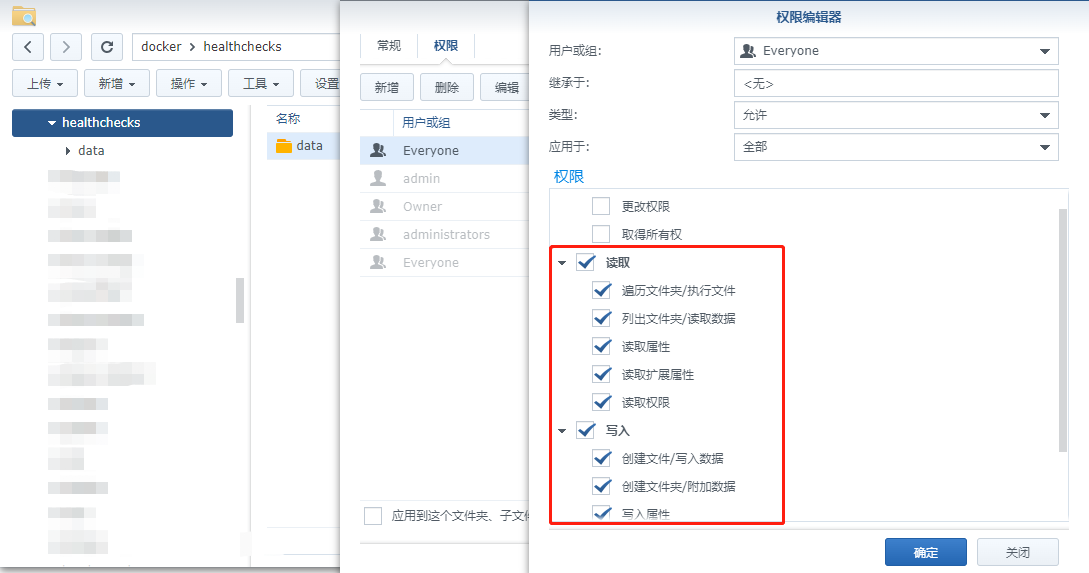 docker > healthchecks
上传
新增
操作
工具
设置
healthchecks
data
名称
data
常规
权限
新增
删除
编辑
用户或组
Everyone
admin
Owner
administrators
Everyone
应用到这个文件夹、子文件
权限编辑器
用户或组:
Everyone
继承于:
<无>
类型:
允许
应用于:
全部
权限
更改权限
取得所有权
读取
遍历文件夹/执行文件
列出文件夹/读取数据
读取属性
读取扩展属性
读取权限
写入
创建文件/写入数据
创建文件夹/附加数据
写入属性
确定
关闭